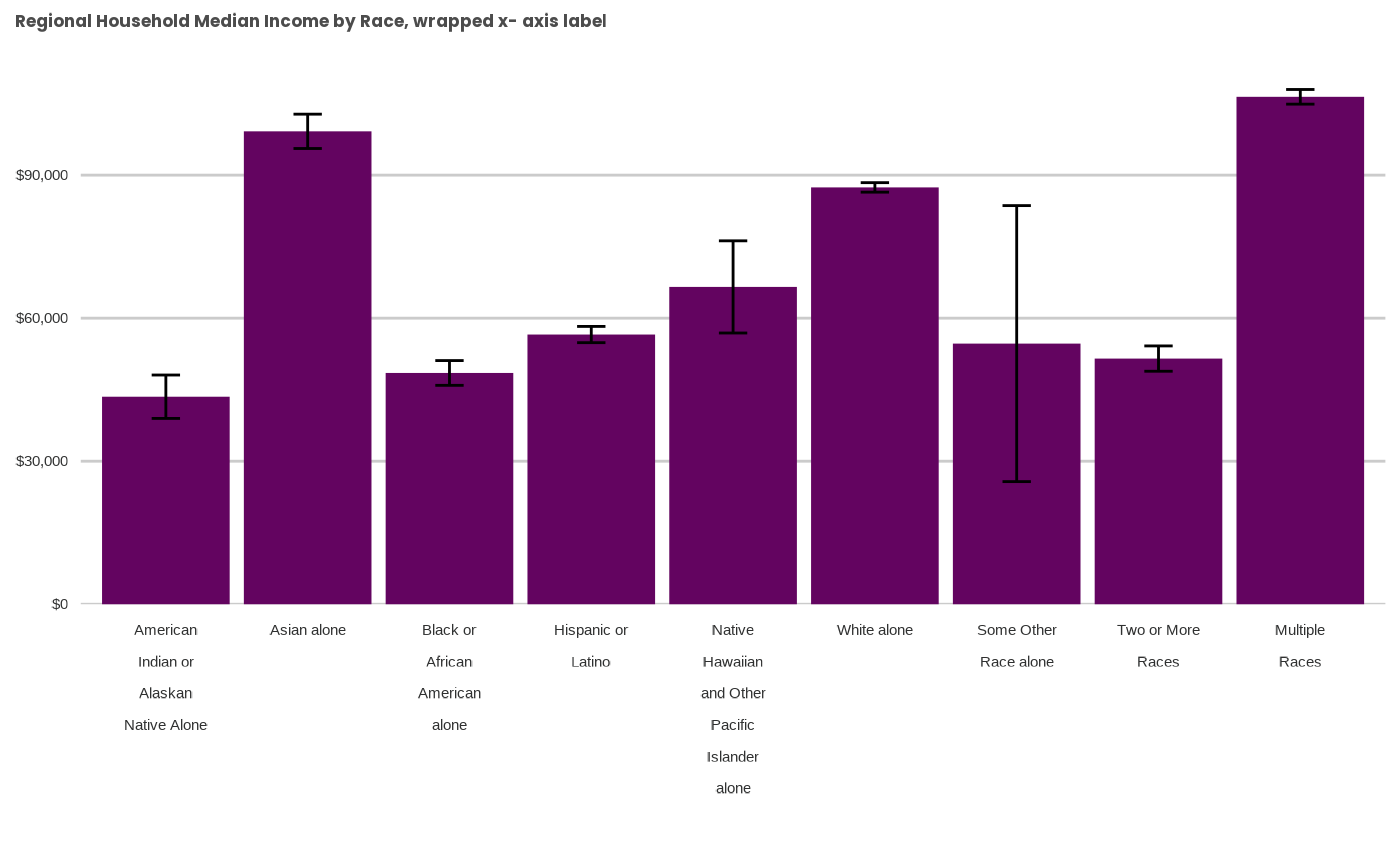 Regional Household Median Income by Race, wrapped x- axis label
$90,000
$60,000
$30,000
$0
American
Indian or
Alaskan
Native Alone
Asian alone
Black or
African
American
alone
Hispanic or
Latino
Native
Hawaiian
and Other
Pacific
Islander
alone
White alone
Some Other
Race alone
Two or More
Races
Multiple
Races